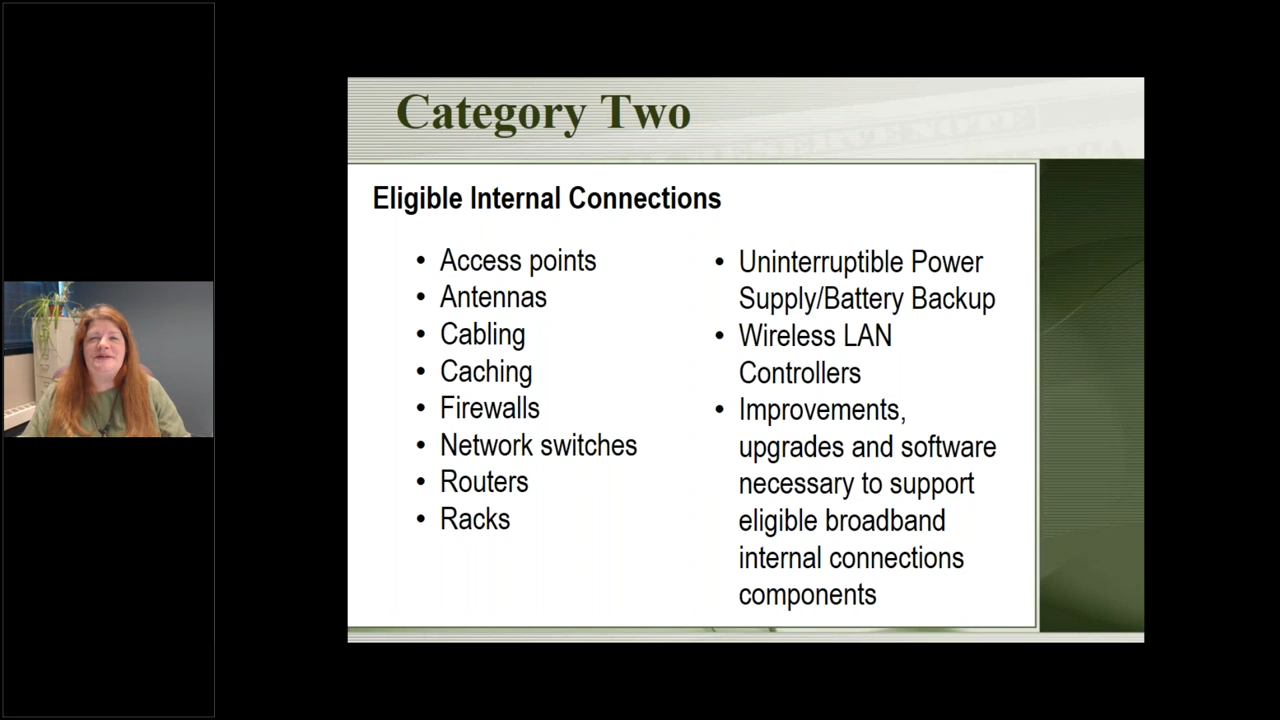 Category Two
Eligible Internal Connections
• Access points
• Antennas
• Cabling
• Caching
• Firewalls
• Network switches
• Routers
• Racks
• Uninterruptible Power
Supply/Battery Backup
• Wireless LAN
Controllers
• Improvements,
upgrades and software
necessary to support
eligible broadband
internal connections
components